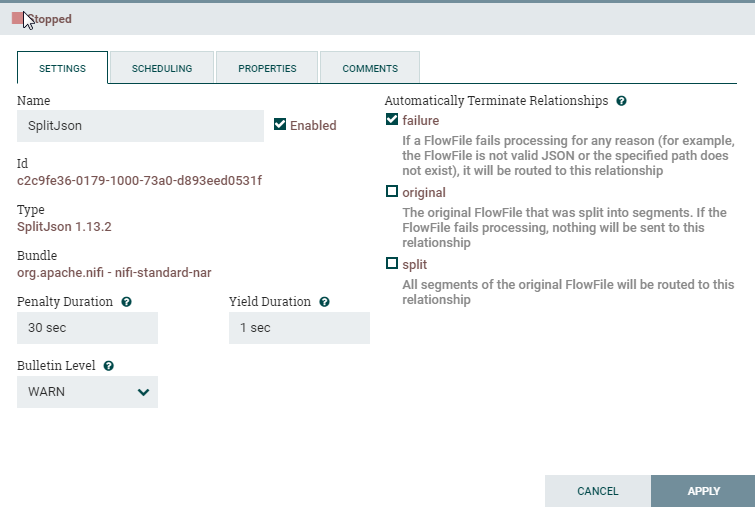 Stopped
SETTINGS
SCHEDULING
PROPERTIES
COMMENTS
Name
SplitJson
Enabled
Id
c2c9fe36-0179-1000-73a0-d893eed0531f
Type
SplitJson 1.13.2
Bundle
org.apache.nifi - nifi-standard-nar
Penalty Duration
Yield Duration
30 sec
1 sec
Bulletin Level
WARN
Automatically Terminate Relationships
failure
If a FlowFile fails processing for any reason (for example,
the FlowFile is not valid JSON or the specified path does
not exist), it will be routed to this relationship
original
The original FlowFile that was split into segments. If the
FlowFile fails processing, nothing will be sent to this
relationship
split
All segments of the original FlowFile will be routed to this
relationship
CANCEL
APPLY